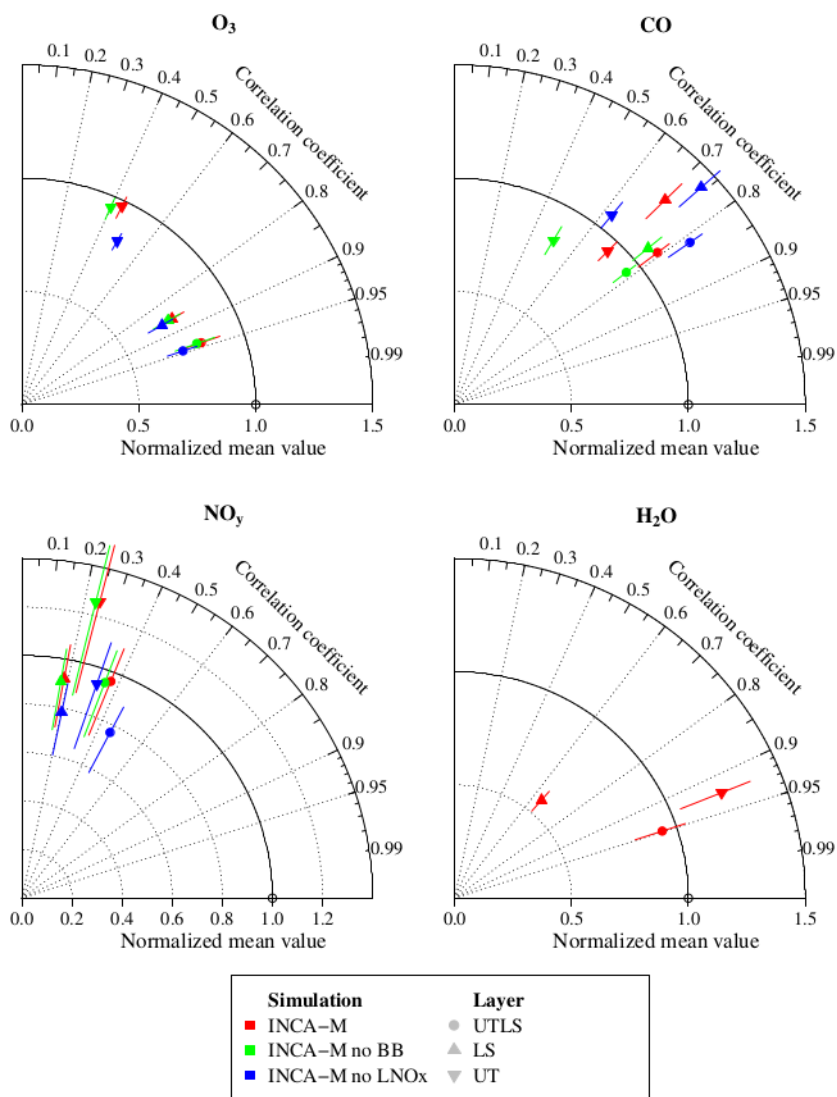 O₃
0.1 0.2 0.3 0.4 0.5 0.6 0.7 0.8 0.9 0.95 0.99
Correlation coefficient
0.0 0.5 1.0 1.5
Normalized mean value
CO
0.1 0.2 0.3 0.4 0.5 0.6 0.7 0.8 0.9 0.95 0.99
Correlation coefficient
0.0 0.5 1.0 1.5
Normalized mean value
NOᵧ
0.1 0.2 0.3 0.4 0.5 0.6 0.7 0.8 0.9 0.95 0.99
Correlation coefficient
0.0 0.2 0.4 0.6 0.8 1.0 1.2
Normalized mean value
H₂O
0.1 0.2 0.3 0.4 0.5 0.6 0.7 0.8 0.9 0.95 0.99
Correlation coefficient
0.0 0.5 1.0 1.5
Normalized mean value
Simulation Layer
INCA−M UTLS
INCA−M no BB LS
INCA−M no LNOx UT